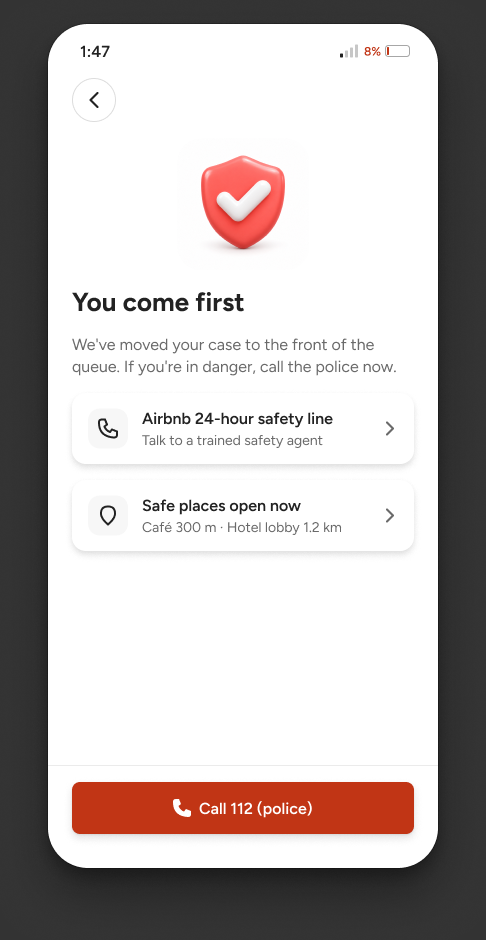 1:47
8%
You come first
We've moved your case to the front of the
queue. If you're in danger, call the police now.
Airbnb 24-hour safety line
Talk to a trained safety agent
Safe places open now
Café 300 m · Hotel lobby 1.2 km
Call 112 (police)